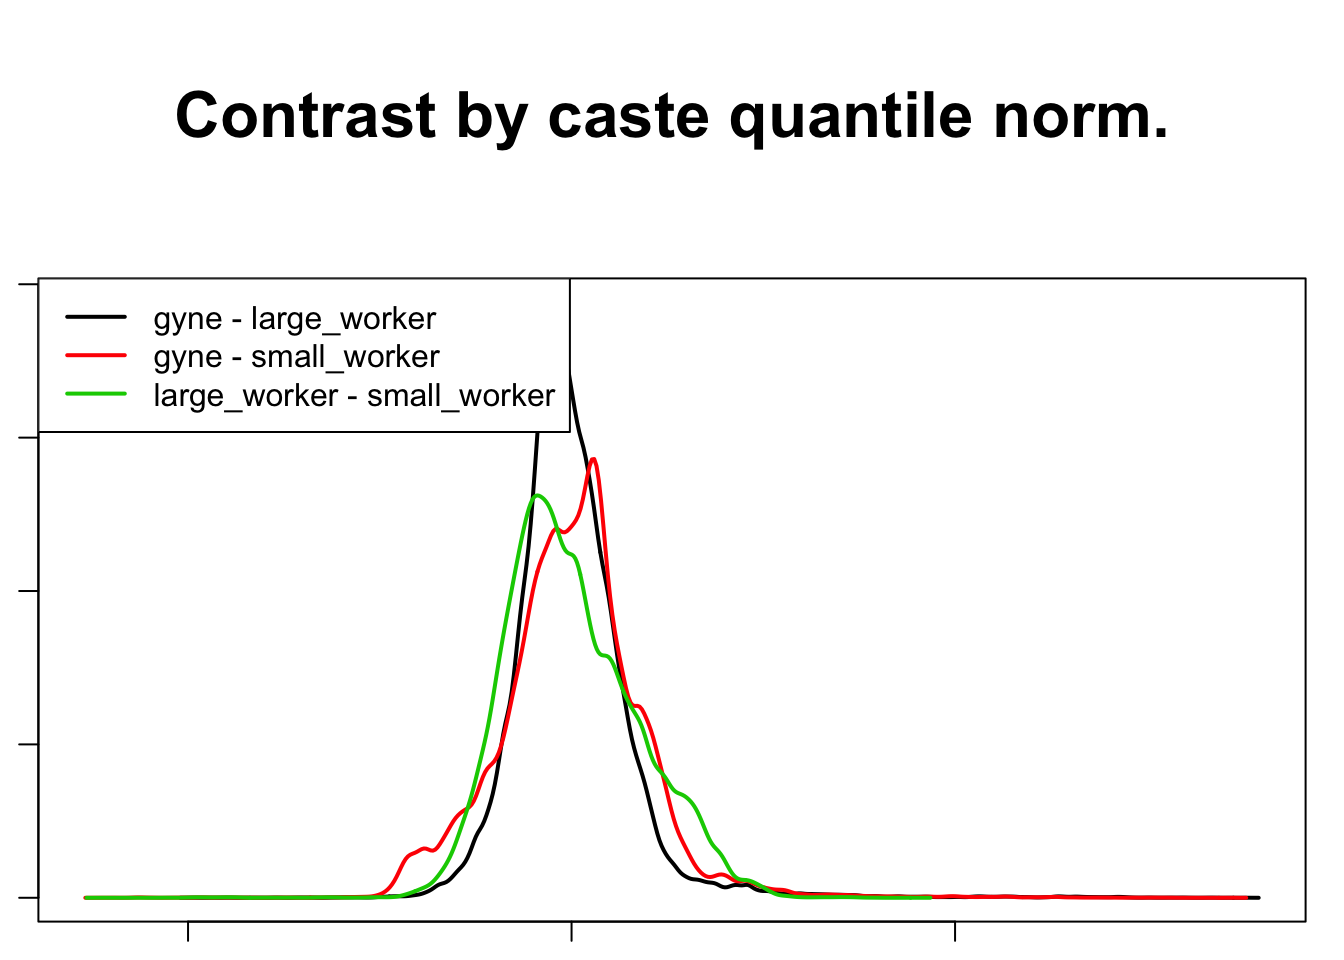 Contrast by caste quantile norm.
gyne - large_worker
gyne - small_worker
large_worker - small_worker